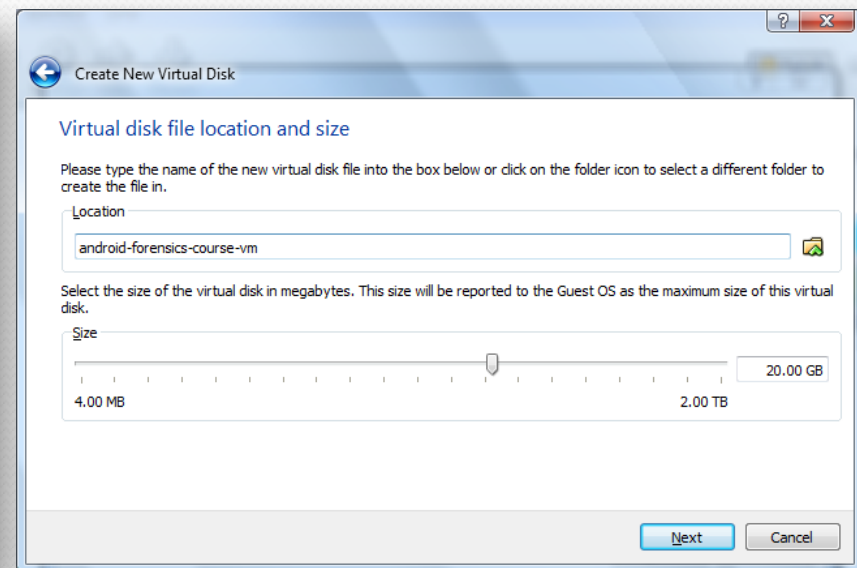 Create New Virtual Disk
Virtual disk file location and size
Please type the name of the new virtual disk file into the box below or click on the folder icon to select a different folder to
create the file in.
Location
android-forensics-course-vm
Select the size of the virtual disk in megabytes. This size will be reported to the Guest OS as the maximum size of this virtual
disk.
Size
20.00 GB
4.00 MB 2.00 TB
Next Cancel